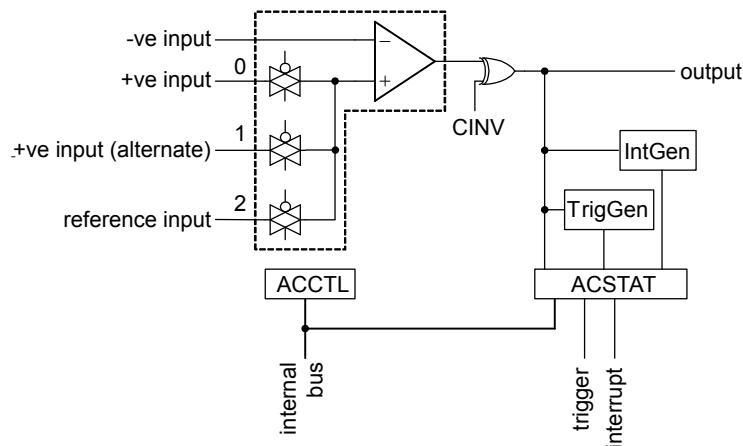 -ve input
+ve input
0
1
+ve input (alternate)
2
reference input
−
+
CINV
output
IntGen
TrigGen
ACCTL
ACSTAT
internal
bus
trigger
interrupt